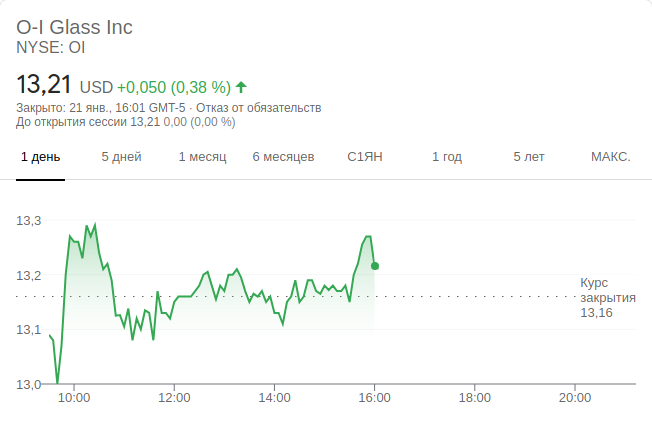 O-I Glass Inc
NYSE: OI
13,21 USD +0,050 (0,38 %)
Закрыто: 21 янв., 16:01 GMT-5 · Отказ от обязательств
До открытия сессии 13,21 0,00 (0,00 %)
1 день 5 дней 1 месяц 6 месяцев С1ЯН 1 год 5 лет МАКС.
13,3
13,2
Курс
закрытия
13,16
13,1
13,0
10:00 12:00 14:00 16:00 18:00 20:00